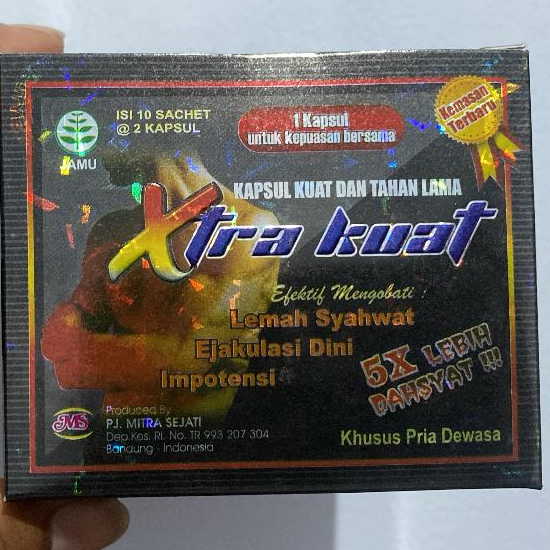 ISI 10 SACHET
@ 2 KAPSUL
JAMU
1 Kapsul
untuk kepuasan bersama
Kemasan
Terbaru
KAPSUL KUAT DAN TAHAN LAMA
Xtra kuat
Efektif Mengobati :
Lemah Syahwat
Ejakulasi Dini
Impotensi
5X LEBIH
DAHSYAT !!!
MS
Produced By
PJ. MITRA SEJATI
Dep.Kes. RI. No. TR 993 207 304
Bandung - Indonesia
Khusus Pria Dewasa